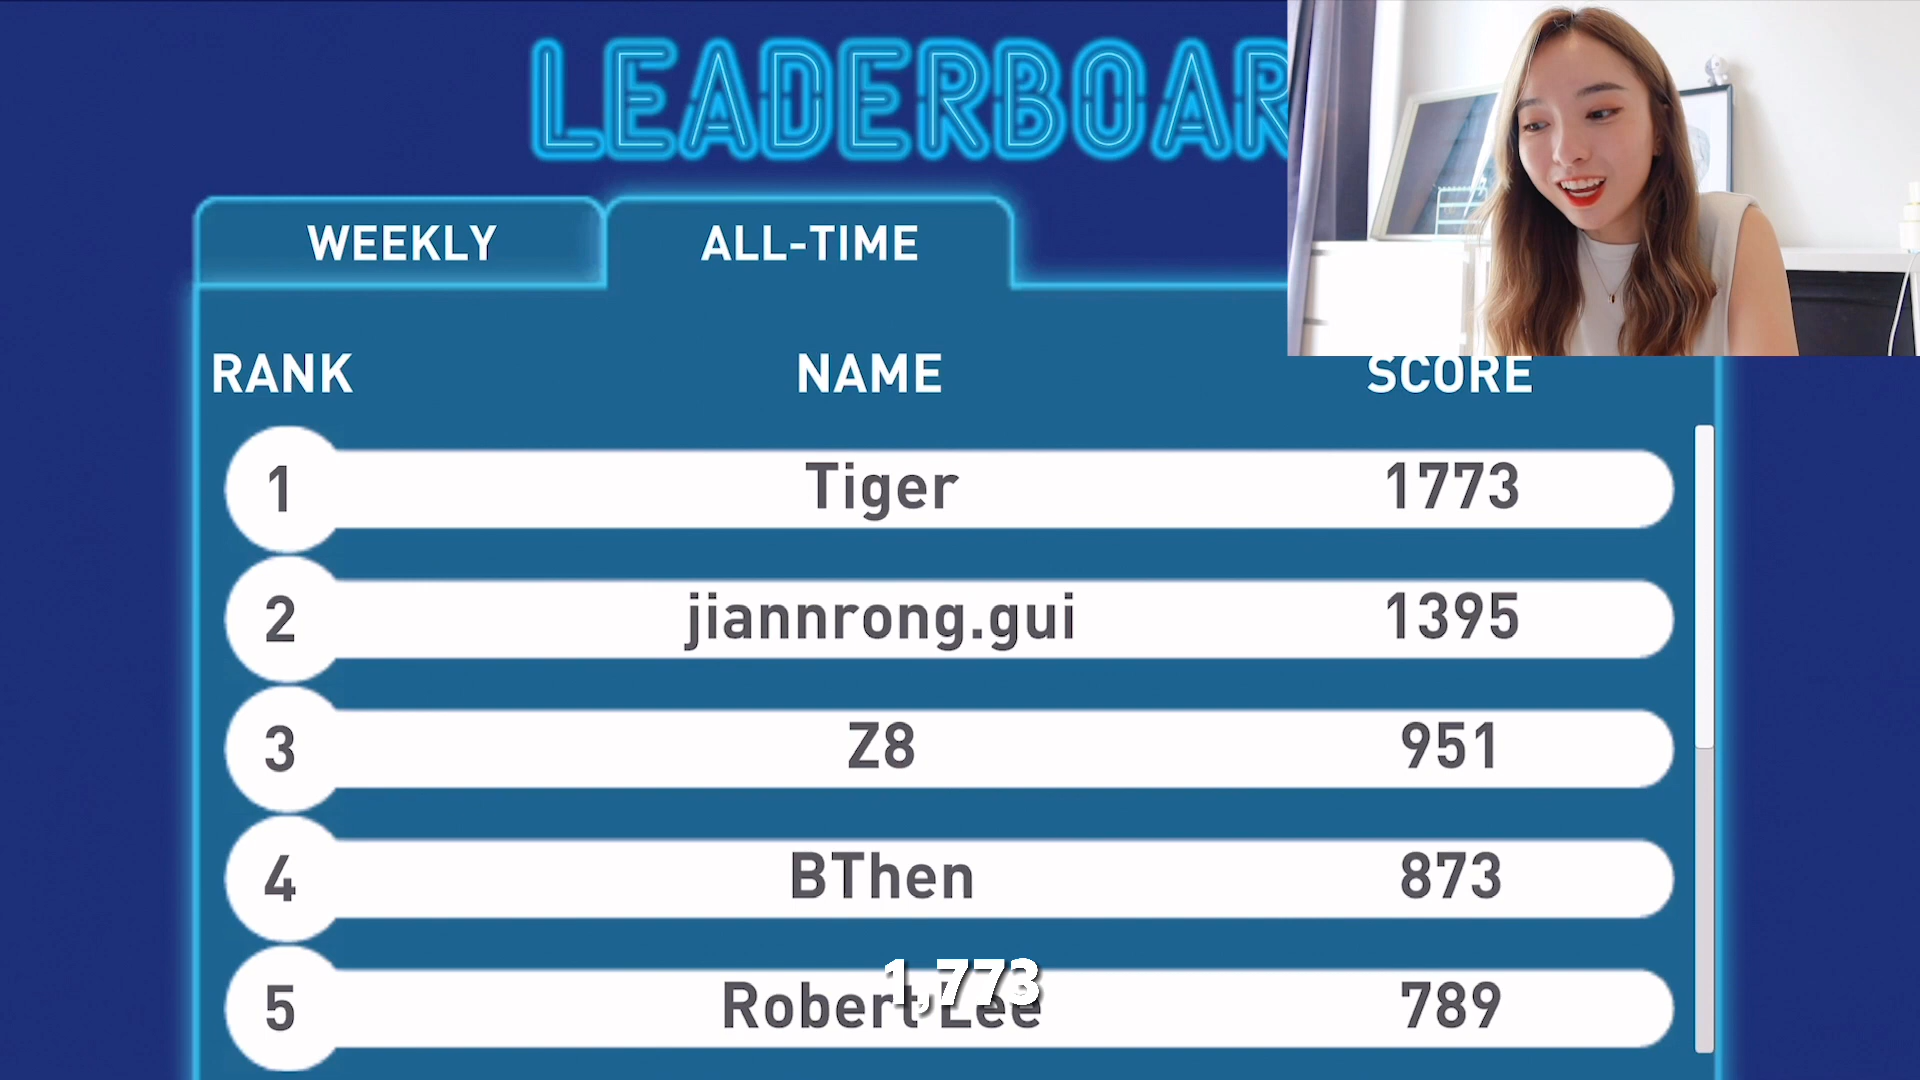 LEADERBOAR
WEEKLY ALL-TIME
RANK NAME SCORE
1 Tiger 1773
2 jiannrong.gui 1395
3 Z8 951
4 BThen 873
5 Robert Lee 789
1,773